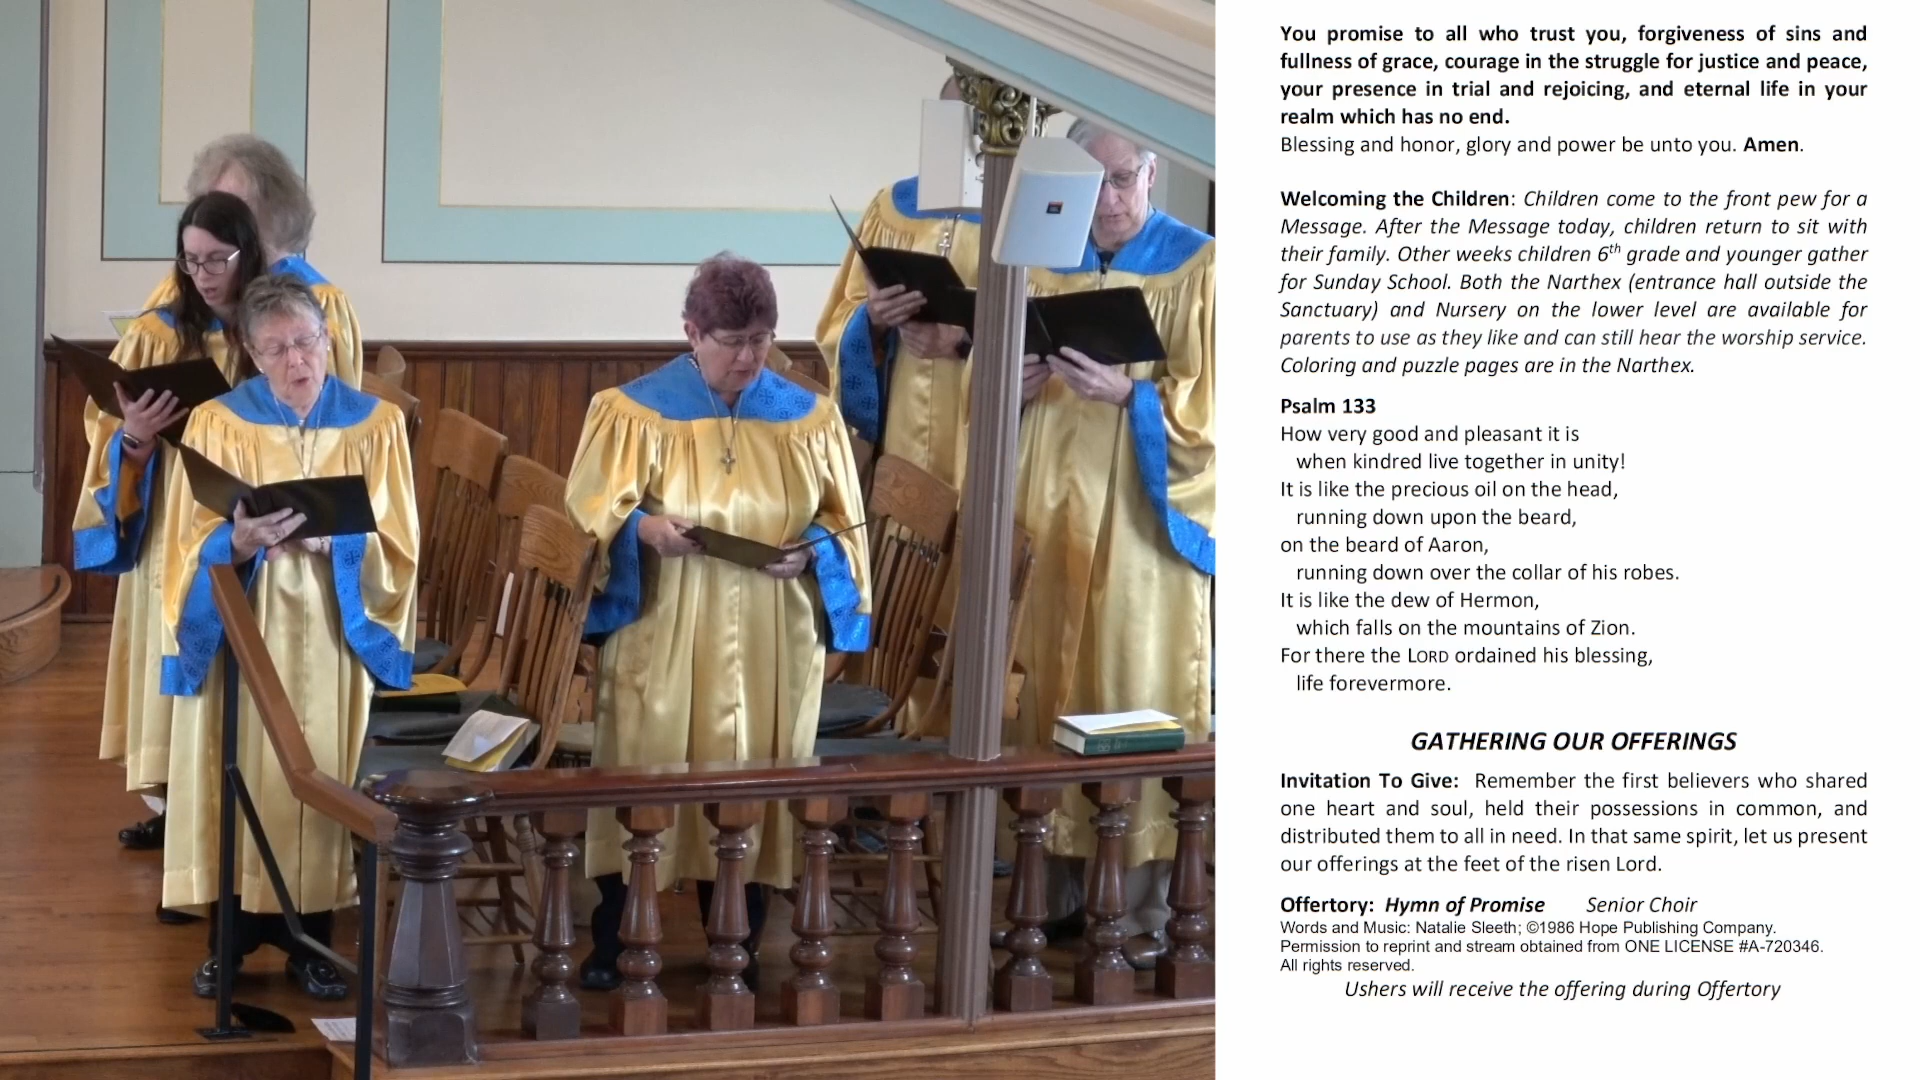 You promise to all who trust you, forgiveness of sins and
fullness of grace, courage in the struggle for justice and peace,
your presence in trial and rejoicing, and eternal life in your
realm which has no end.
Blessing and honor, glory and power be unto you. Amen.
Welcoming the Children: Children come to the front pew for a
Message. After the Message today, children return to sit with
their family. Other weeks children 6th grade and younger gather
for Sunday School. Both the Narthex (entrance hall outside the
Sanctuary) and Nursery on the lower level are available for
parents to use as they like and can still hear the worship service.
Coloring and puzzle pages are in the Narthex.
Psalm 133
How very good and pleasant it is
when kindred live together in unity!
It is like the precious oil on the head,
running down upon the beard,
on the beard of Aaron,
running down over the collar of his robes.
It is like the dew of Hermon,
which falls on the mountains of Zion.
For there the LORD ordained his blessing,
life forevermore.
GATHERING OUR OFFERINGS
Invitation To Give: Remember the first believers who shared
one heart and soul, held their possessions in common, and
distributed them to all in need. In that same spirit, let us present
our offerings at the feet of the risen Lord.
Offertory: Hymn of Promise Senior Choir
Words and Music: Natalie Sleeth; ©1986 Hope Publishing Company.
Permission to reprint and stream obtained from ONE LICENSE #A-720346.
All rights reserved.
Ushers will receive the offering during Offertory